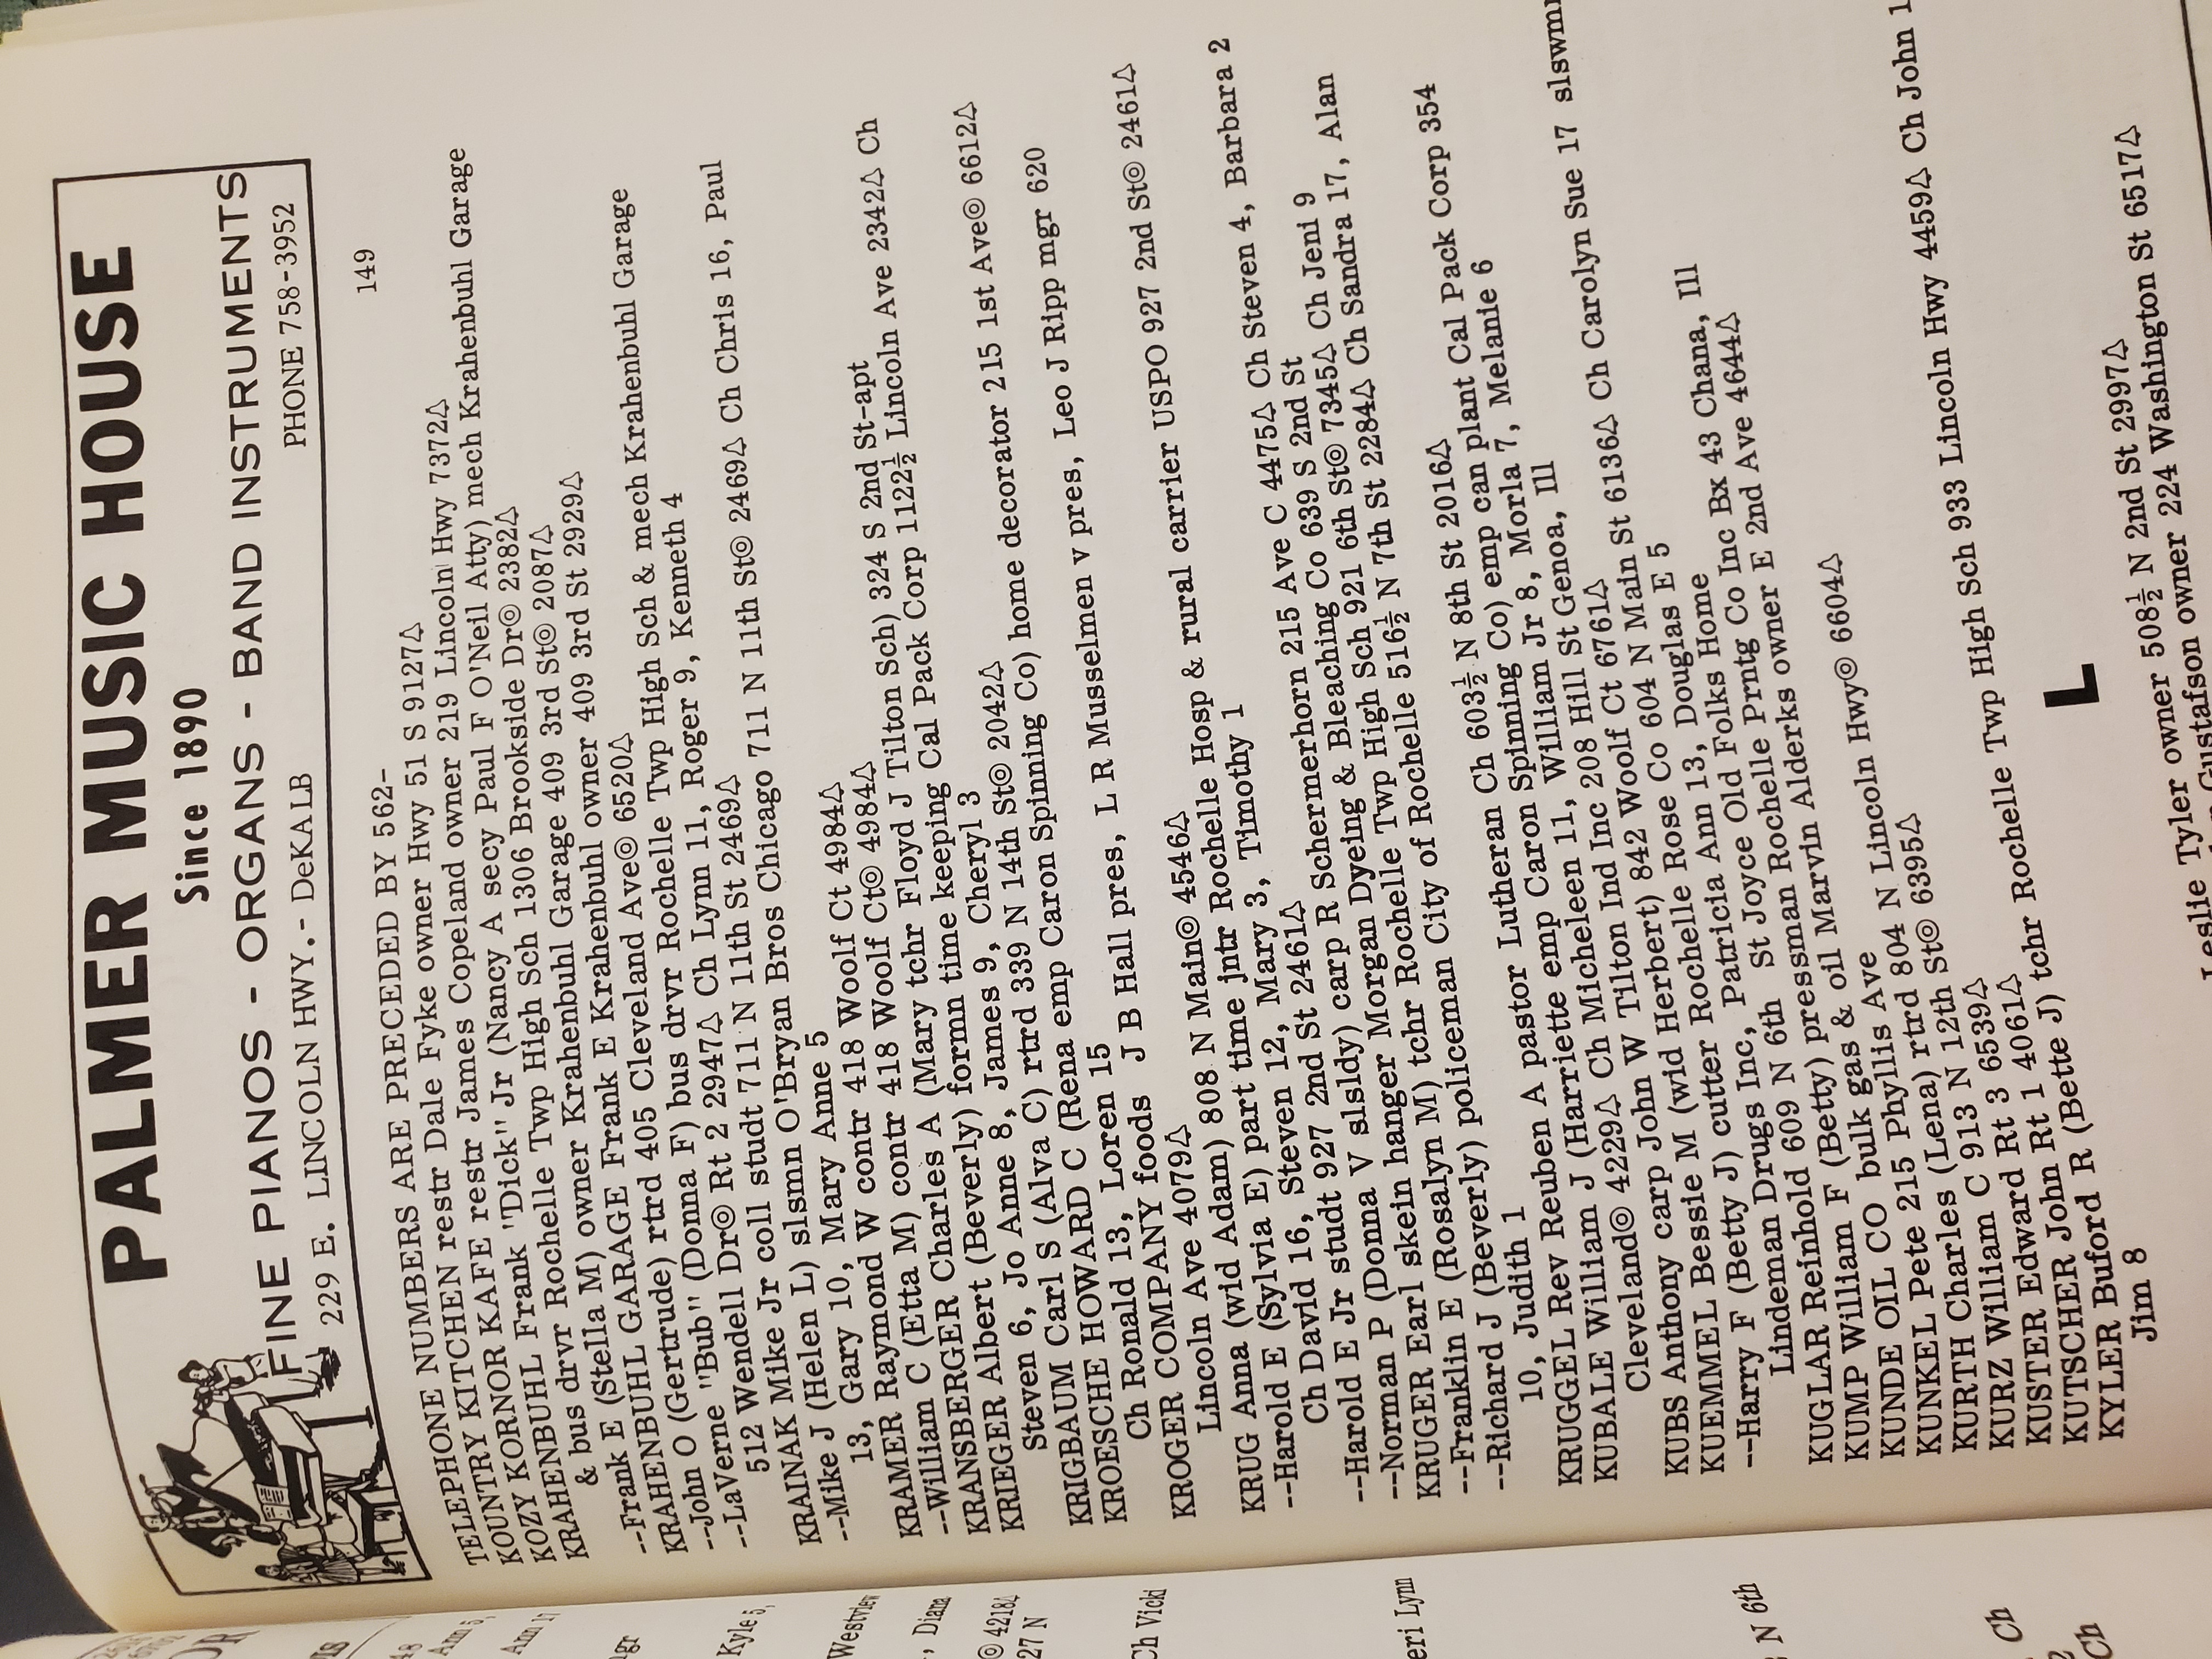 PALMER MUSIC HOUSE
Since 1890
FINE PIANOS - ORGANS - BAND INSTRUMENTS
229 E. LINCOLN HWY. - DeKALB PHONE 758-3952
149
TELEPHONE NUMBERS ARE PRECEDED BY 562-
KOUNTRY KITCHEN restr Dale Fyke owner Hwy 51 S 9127△
KOZY KORNOR KAFE restr James Copeland owner 219 Lincoln Hwy 7372△
KRAHENBUHL Frank "Dick" Jr (Nancy A secy Paul F O'Neil Atty) mech Krahenbuhl Garage
& bus drvr Rochelle Twp High Sch 1306 Brookside Dr◎ 2382△
--Frank E (Stella M) owner Krahenbuhl Garage 409 3rd St◎ 2087△
KRAHENBUHL GARAGE Frank E Krahenbuhl owner 409 3rd St 2929△
--John O (Gertrude) rtrd 405 Cleveland Ave◎ 6520△
--LaVerne "Bub" (Donna F) bus drvr Rochelle Twp High Sch & mech Krahenbuhl Garage
512 Wendell Dr◎ Rt 2 2947△ Ch Lynn 11, Roger 9, Kenneth 4
KRAINAK Mike Jr coll studt 711 N 11th St 2469△
--Mike J (Helen L) slsmn O'Bryan Bros Chicago 711 N 11th St◎ 2469△ Ch Chris 16, Paul
13, Gary 10, Mary Anne 5
KRAMER Raymond W contr 418 Woolf Ct 4984△
--William C (Etta M) contr 418 Woolf Ct◎ 4984△
KRANSBERGER Charles A (Mary tchr Floyd J Tilton Sch) 324 S 2nd St-apt
KRIEGER Albert (Beverly) formn time keeping Cal Pack Corp 1122½ Lincoln Ave 2342△ Ch
Steven 6, Jo Anne 8, James 9, Cheryl 3
KRIGBAUM Carl S (Alva C) rtrd 339 N 14th St◎ 2042△
KROESCHE HOWARD C (Rena emp Caron Spinning Co) home decorator 215 1st Ave◎ 6612△
Ch Ronald 13, Loren 15
KROGER COMPANY foods J B Hall pres, L R Musselmen v pres, Leo J Ripp mgr 620
Lincoln Ave 4079△
KRUG Anna (wid Adam) 808 N Main◎ 4546△
--Harold E (Sylvia E) part time jntr Rochelle Hosp & rural carrier USPO 927 2nd St◎ 2461△
Ch David 16, Steven 12, Mary 3, Timothy 1
--Harold E Jr studt 927 2nd St 2461△
--Norman P (Donna V slsldy) carp R Schermerhorn 215 Ave C 4475△ Ch Steven 4, Barbara 2
KRUGER Earl skein hanger Morgan Dyeing & Bleaching Co 639 S 2nd St
--Franklin E (Rosalyn M) tchr Rochelle Twp High Sch 921 6th St◎ 7345△ Ch Jeni 9
--Richard J (Beverly) policeman City of Rochelle 516½ N 7th St 2284△ Ch Sandra 17, Alan
10, Judith 1
KRUGGEL Rev Reuben A pastor Lutheran Ch 603½ N 8th St 2016△
KUBALE William J (Harriette emp Caron Spinning Co) emp can plant Cal Pack Corp 354
Cleveland◎ 4229△ Ch Micheleen 11, William Jr 8, Morla 7, Melanie 6
KUBS Anthony carp John W Tilton Ind Inc 208 Hill St Genoa, Ill
KUEMMEL Bessie M (wid Herbert) 842 Woolf Ct 6761△
--Harry F (Betty J) cutter Rochelle Rose Co 604 N Main St 6136△ Ch Carolyn Sue 17
Lindeman Drugs Inc, Patricia Ann 13, Douglas E 5
KUGLAR Reinhold 609 N 6th St Joyce Old Folks Home
KUMP William F (Betty) pressman Rochelle Prntg Co Inc Bx 43 Chana, Ill
KUNDE OIL CO bulk gas & oil Marvin Alderks owner E 2nd Ave 4644△
KUNKEL Pete 215 Phyllis Ave
KURTH Charles (Lena) rtrd 804 N Lincoln Hwy◎ 6604△
KURZ William C 913 N 12th St◎ 6395△
KUSTER Edward Rt 3 6539△
KUTSCHER John Rt 1 4061△
KYLER Buford R (Bette J) tchr Rochelle Twp High Sch 933 Lincoln Hwy 4459△ Ch John
Jim 8
L
Leslie Tyler owner 508½ N 2nd St 2997△
Gustafson owner 224 Washington St 6517△
Ann 5,
Ann 17
Kyle 5,
Westview
, Diana
◎ 4218△
27 N
Ch Vicki
Lynn
N 6th
Ch
Ch